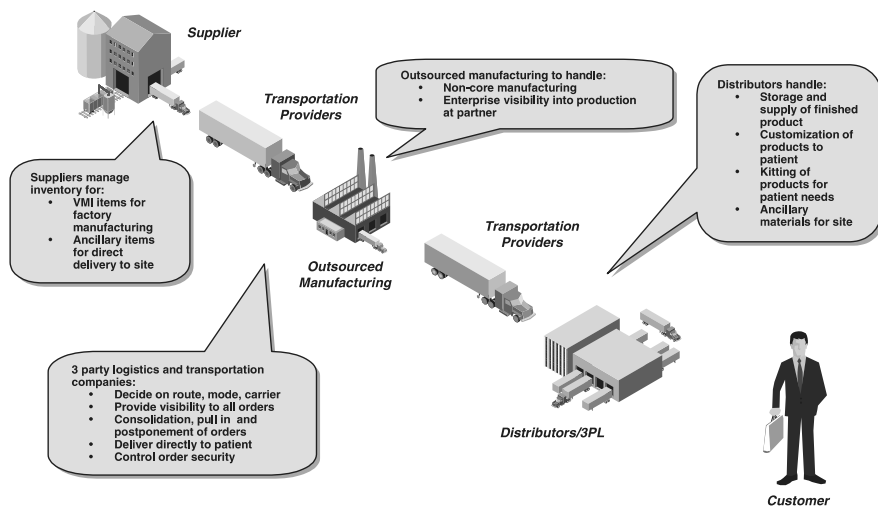 Supplier
Transportation
Providers
Outsourced manufacturing to handle:
• Non-core manufacturing
• Enterprise visibility into production
at partner
Distributors handle:
• Storage and
supply of finished
product
• Customization of
products to
patient
• Kitting of
products for
patient needs
• Ancillary
materials for site
Suppliers manage
inventory for:
• VMI items for
factory
manufacturing
• Ancillary items
for direct
delivery to site
Outsourced
Manufacturing
Transportation
Providers
3 party logistics and transportation
companies:
• Decide on route, mode, carrier
• Provide visibility to all orders
• Consolidation, pull in and
postponement of orders
• Deliver directly to patient
• Control order security
Distributors/3PL
Customer